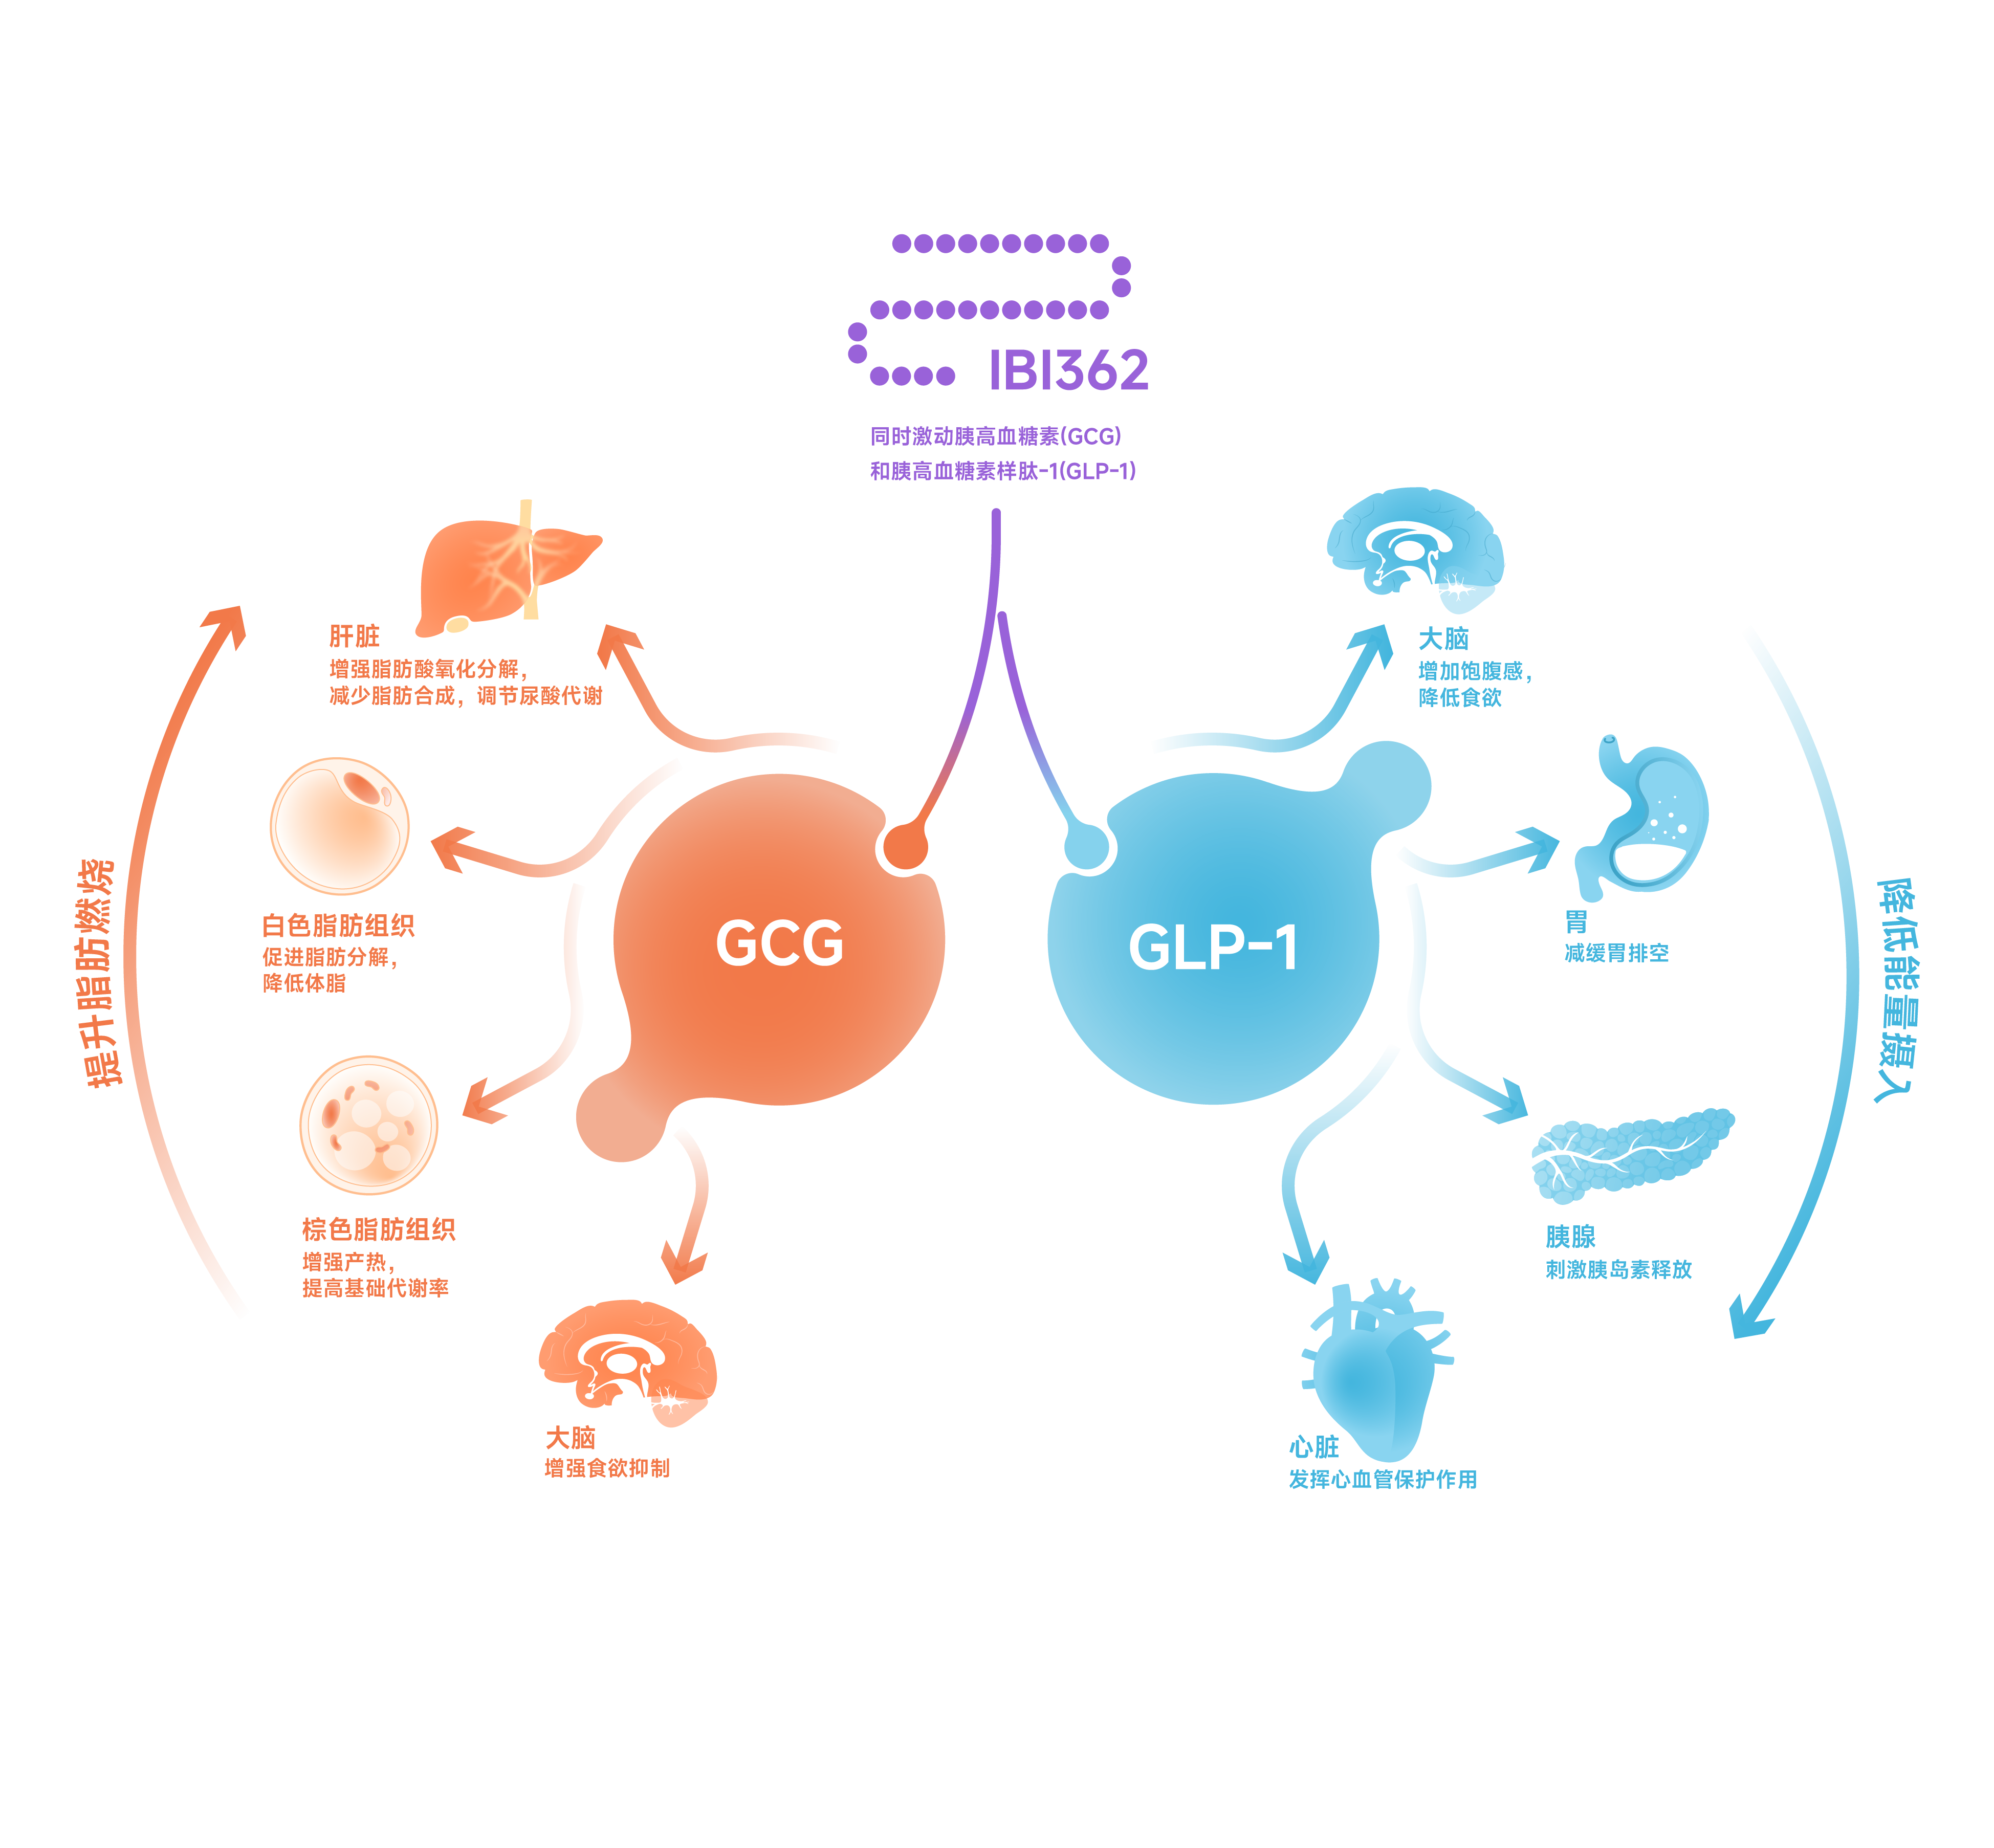 IBI362
同时激动胰高血糖素(GCG)
和胰高血糖素样肽-1(GLP-1)
肝脏
增强脂肪酸氧化分解，
减少脂肪合成，调节尿酸代谢
白色脂肪组织
促进脂肪分解，
降低体脂
棕色脂肪组织
增强产热，
提高基础代谢率
大脑
增强食欲抑制
提升脂肪燃烧
GCG
GLP-1
大脑
增加饱腹感，
降低食欲
胃
减缓胃排空
胰腺
刺激胰岛素释放
心脏
发挥心血管保护作用
降低能量摄入